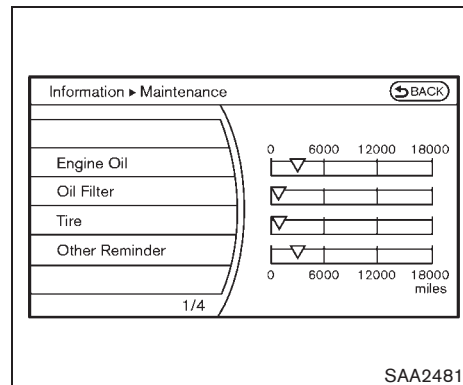 Information ▸ Maintenance
BACK
0 6000 12000 18000
Engine Oil
Oil Filter
Tire
Other Reminder
0 6000 12000 18000
miles
1/4
SAA2481